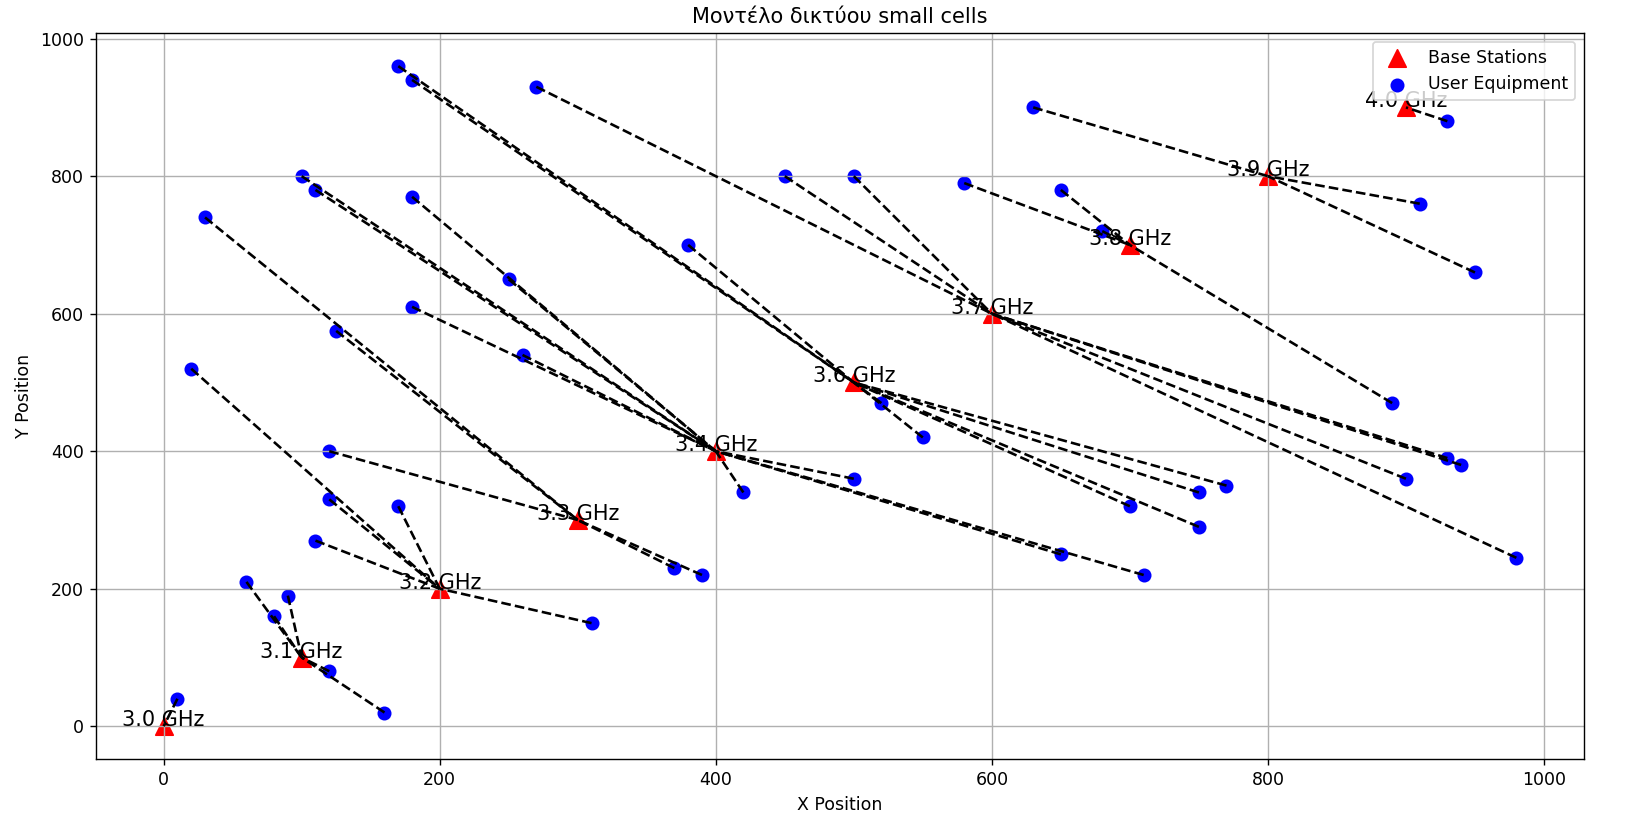 Μοντέλο δικτύου small cells
Base Stations
User Equipment
4.0 GHz
3.9 GHz
3.8 GHz
3.7 GHz
3.6 GHz
3.4 GHz
3.3 GHz
3.2 GHz
3.1 GHz
3.0 GHz
1000
800
600
400
200
0
Y Position
0 200 400 600 800 1000
X Position